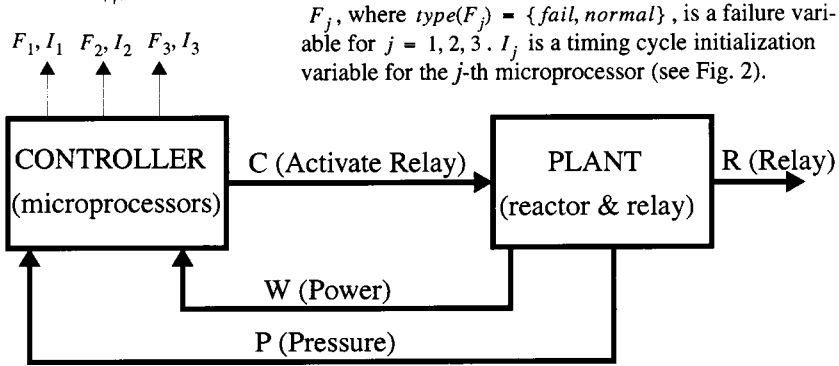 F_j, where type(F_j) = {fail, normal}, is a failure vari-
able for j = 1, 2, 3. I_j is a timing cycle initialization
variable for the j-th microprocessor (see Fig. 2).
F_1, I_1 F_2, I_2 F_3, I_3
CONTROLLER
(microprocessors)
C (Activate Relay)
PLANT
(reactor & relay)
R (Relay)
W (Power)
P (Pressure)